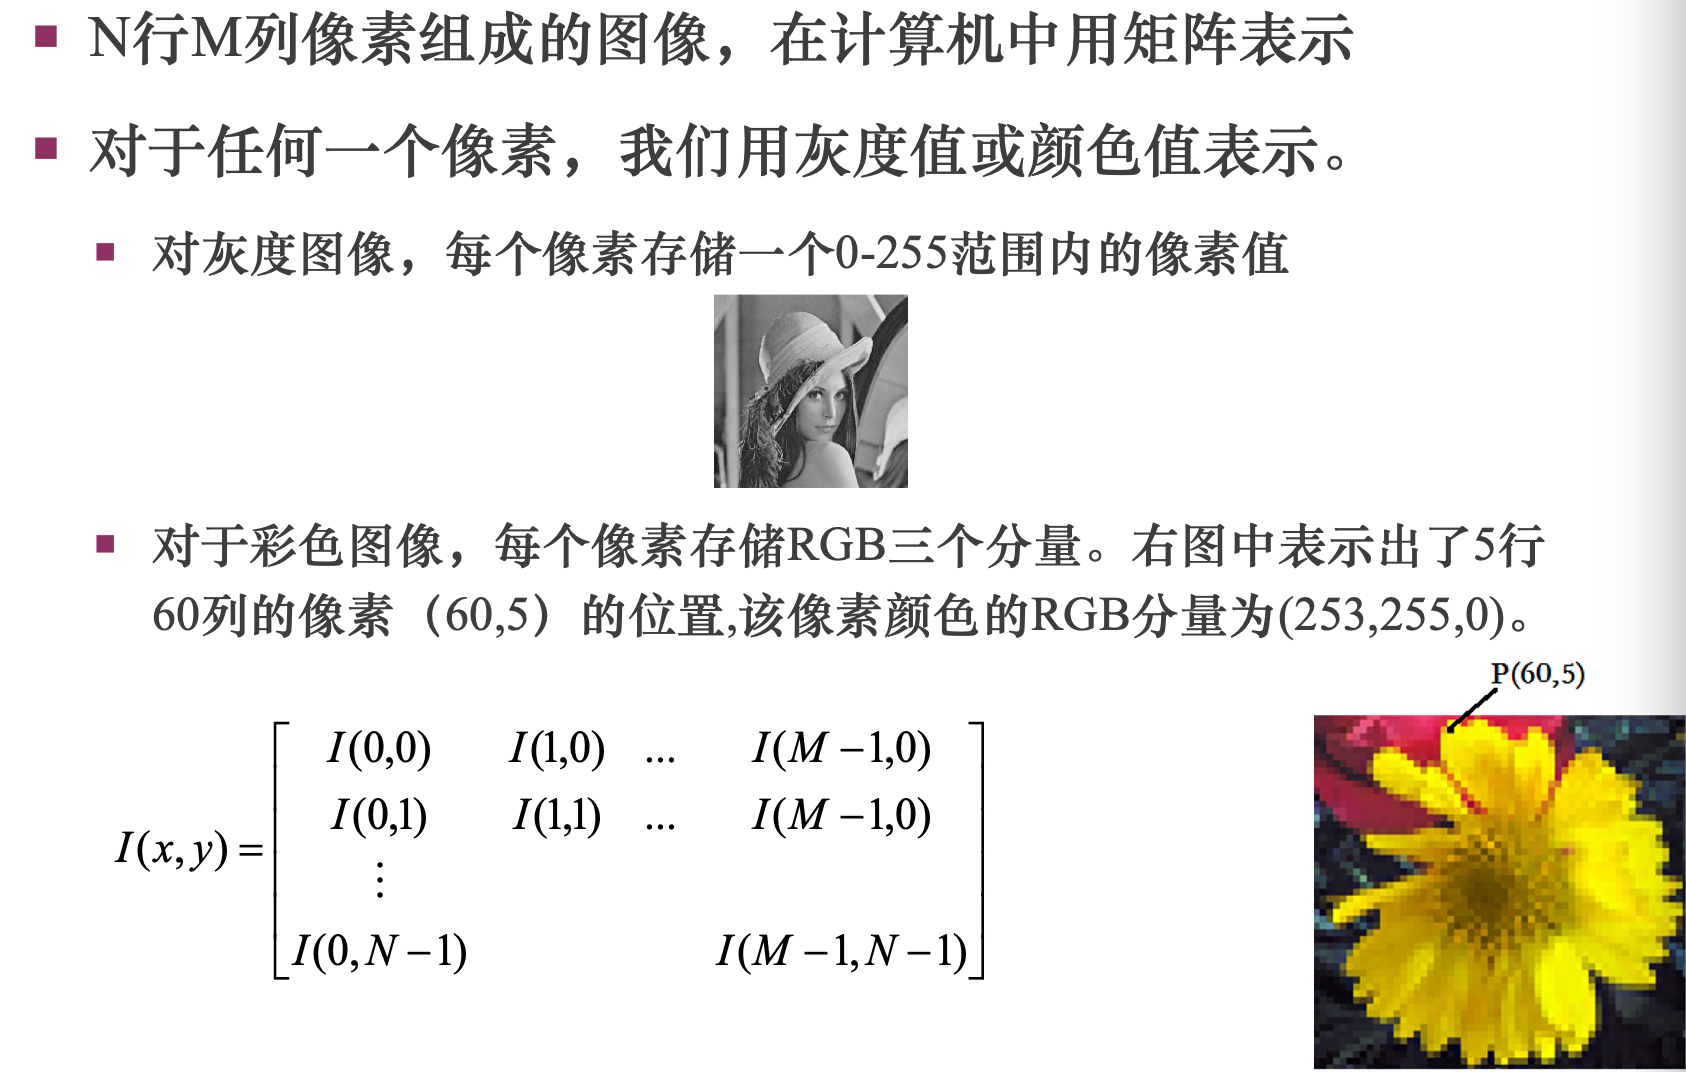 N行M列像素组成的图像，在计算机中用矩阵表示
对于任何一个像素，我们用灰度值或颜色值表示。
对灰度图像，每个像素存储一个0-255范围内的像素值
对于彩色图像，每个像素存储RGB三个分量。右图中表示出了5行
60列的像素（60,5）的位置,该像素颜色的RGB分量为(253,255,0)。
P(60,5)
I(0,0) I(1,0) ... I(M−1,0)
I(0,1) I(1,1) ... I(M−1,0)
I(x,y)=
⋮
I(0,N−1) I(M−1,N−1)